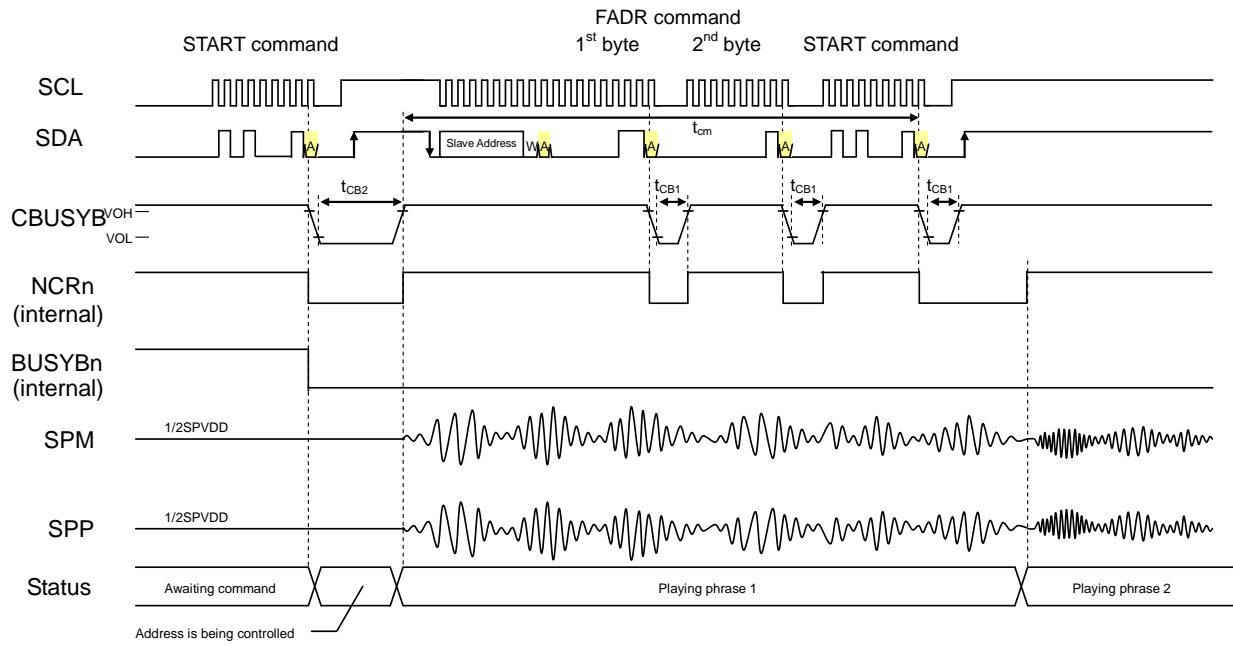 FADR command
START command 1st byte 2nd byte START command
SCL
tcm
SDA
Slave Address W A
A A A A
tCB2 tCB1 tCB1 tCB1
CBUSYB VOH
VOL
NCRn
(internal)
BUSYBn
(internal)
SPM 1/2SPVDD
SPP 1/2SPVDD
Status Awaiting command Playing phrase 1 Playing phrase 2
Address is being controlled